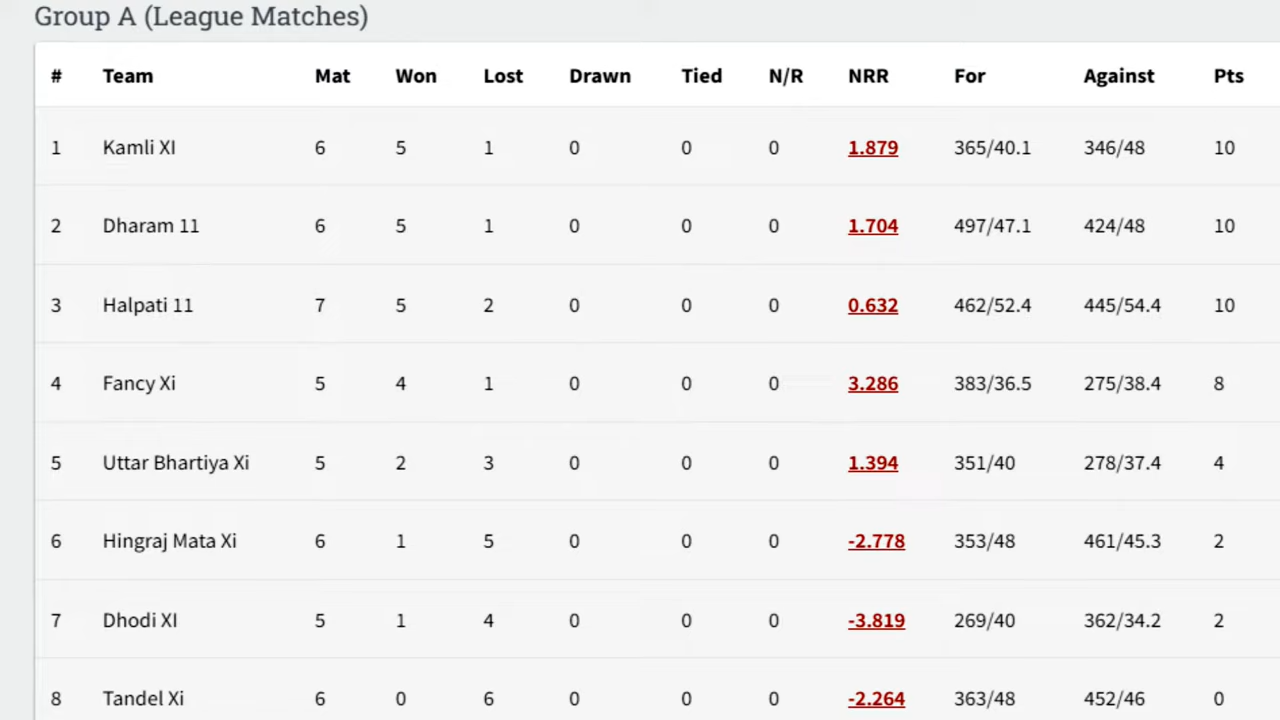 Group A (League Matches)
# Team Mat Won Lost Drawn Tied N/R NRR For Against Pts
1 Kamli XI 6 5 1 0 0 0 1.879 365/40.1 346/48 10
2 Dharam 11 6 5 1 0 0 0 1.704 497/47.1 424/48 10
3 Halpati 11 7 5 2 0 0 0 0.632 462/52.4 445/54.4 10
4 Fancy Xi 5 4 1 0 0 0 3.286 383/36.5 275/38.4 8
5 Uttar Bhartiya Xi 5 2 3 0 0 0 1.394 351/40 278/37.4 4
6 Hingraj Mata Xi 6 1 5 0 0 0 -2.778 353/48 461/45.3 2
7 Dhodi XI 5 1 4 0 0 0 -3.819 269/40 362/34.2 2
8 Tandel Xi 6 0 6 0 0 0 -2.264 363/48 452/46 0